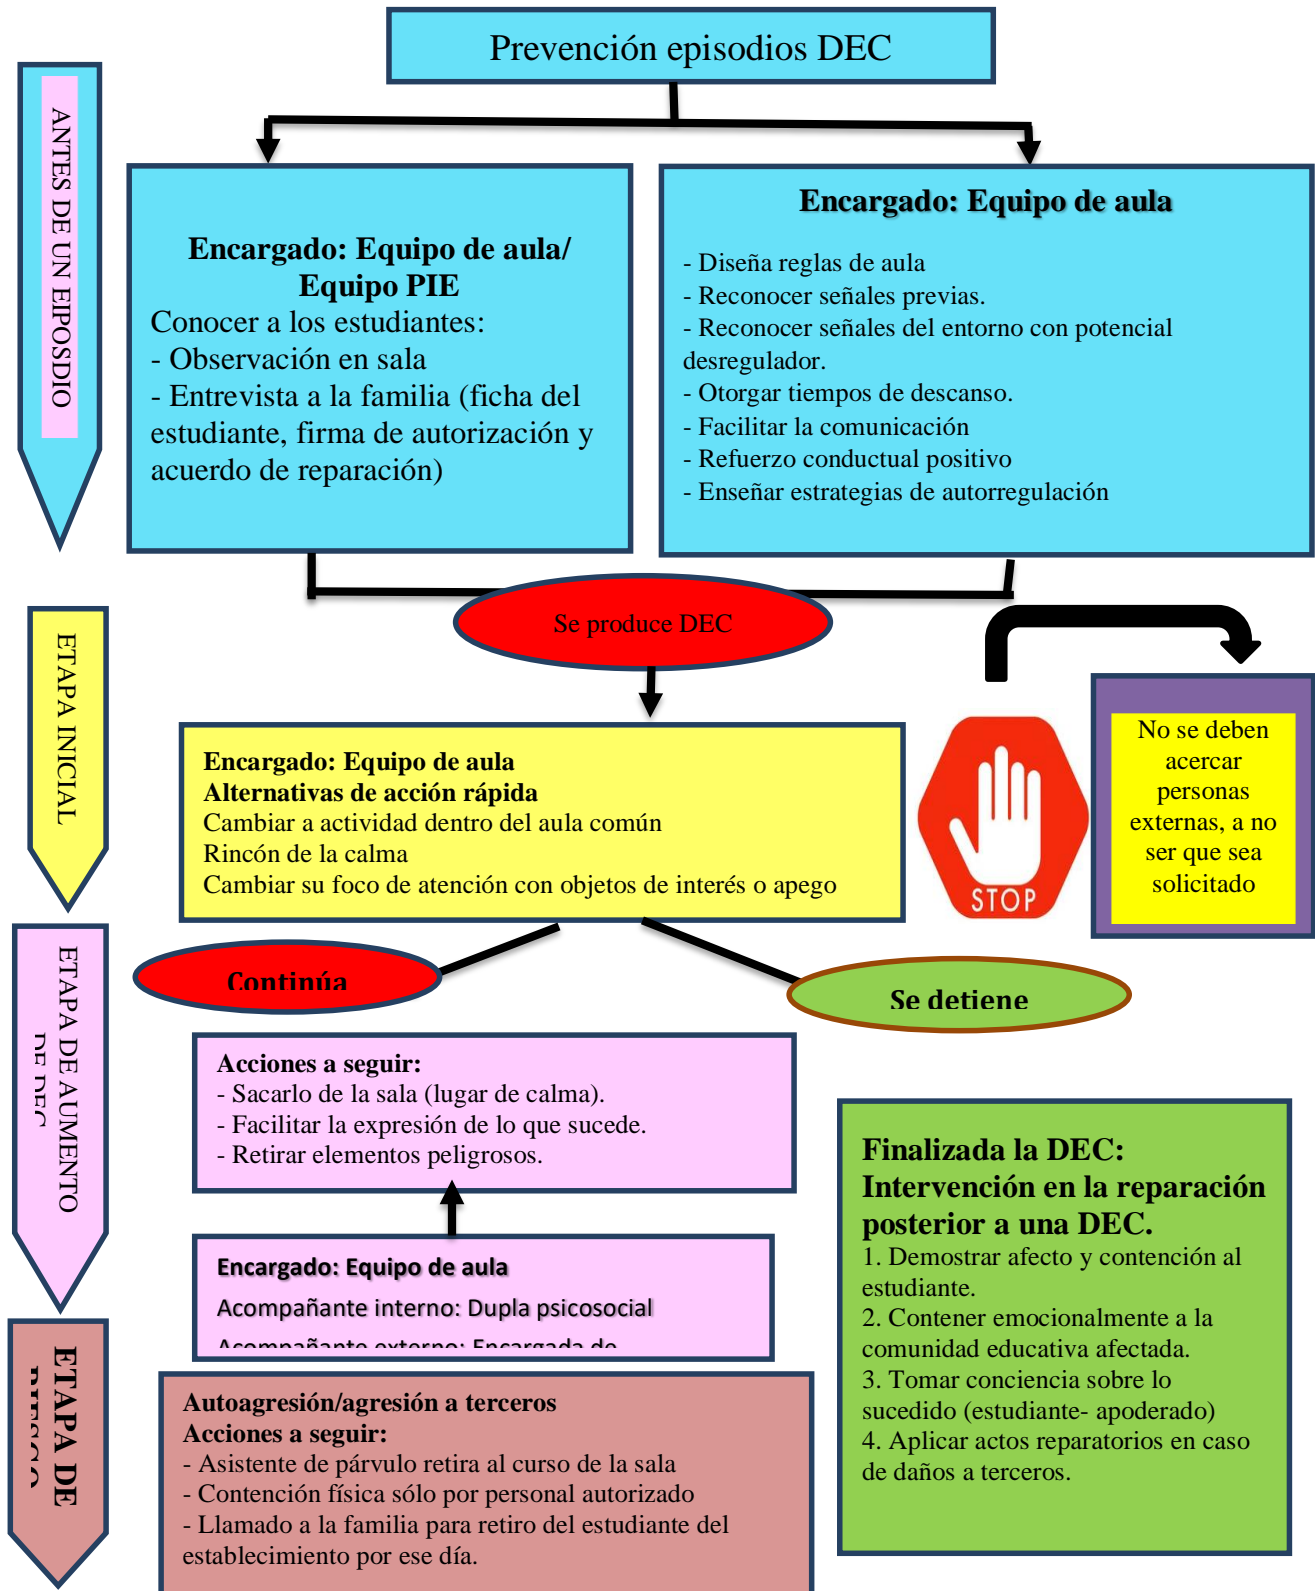 Prevención episodios DEC
ANTES DE UN EIPOSDIO
Encargado: Equipo de aula/
Equipo PIE
Conocer a los estudiantes:
- Observación en sala
- Entrevista a la familia (ficha del
estudiante, firma de autorización y
acuerdo de reparación)
Encargado: Equipo de aula
- Diseña reglas de aula
- Reconocer señales previas.
- Reconocer señales del entorno con potencial
desregulador.
- Otorgar tiempos de descanso.
- Facilitar la comunicación
- Refuerzo conductual positivo
- Enseñar estrategias de autorregulación
Se produce DEC
ETAPA INICIAL
Encargado: Equipo de aula
Alternativas de acción rápida
Cambiar a actividad dentro del aula común
Rincón de la calma
Cambiar su foco de atención con objetos de interés o apego
STOP
No se deben
acercar
personas
externas, a no
ser que sea
solicitado
Continúa
Se detiene
ETAPA DE AUMENTO
DE DEC
Acciones a seguir:
- Sacarlo de la sala (lugar de calma).
- Facilitar la expresión de lo que sucede.
- Retirar elementos peligrosos.
Encargado: Equipo de aula
Acompañante interno: Dupla psicosocial
Acompañante externo: Encargada de
Finalizada la DEC:
Intervención en la reparación
posterior a una DEC.
1. Demostrar afecto y contención al
estudiante.
2. Contener emocionalmente a la
comunidad educativa afectada.
3. Tomar conciencia sobre lo
sucedido (estudiante- apoderado)
4. Aplicar actos reparatorios en caso
de daños a terceros.
ETAPA DE
RIESGO
Autoagresión/agresión a terceros
Acciones a seguir:
- Asistente de párvulo retira al curso de la sala
- Contención física sólo por personal autorizado
- Llamado a la familia para retiro del estudiante del
establecimiento por ese día.